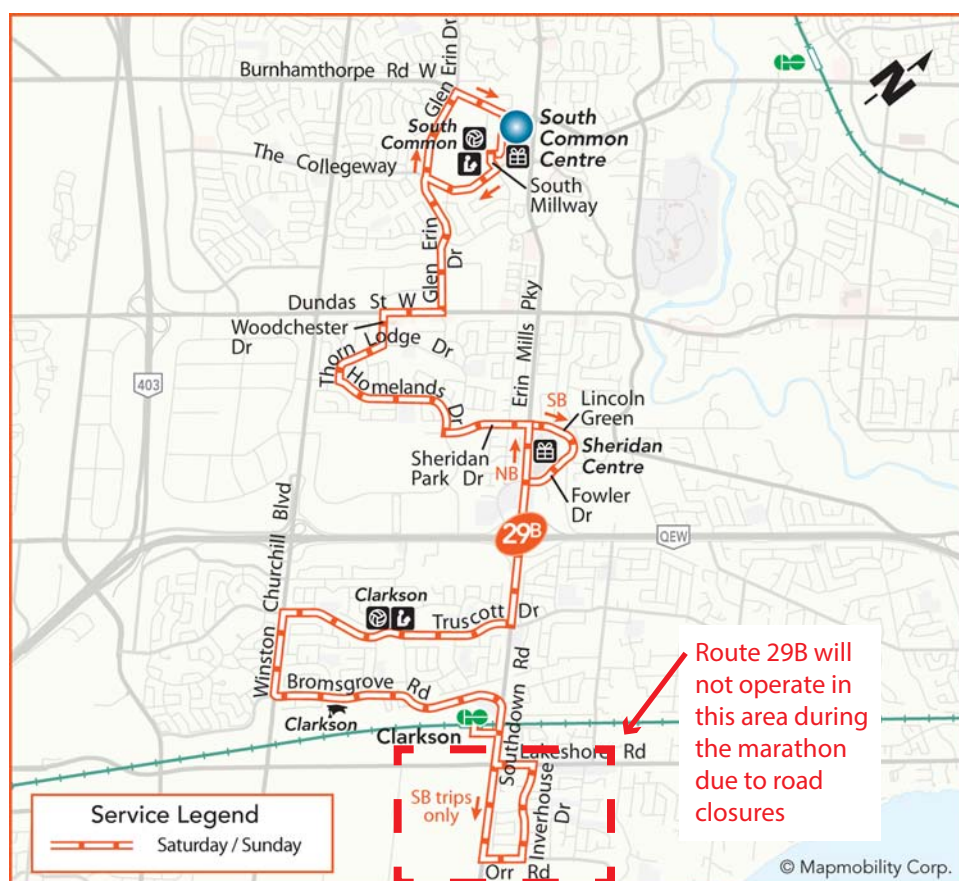 Burnhamthorpe Rd W
Glen Erin Dr
GO
N
South
Common
South
Common
Centre
The Collegeway
South
Millway
Glen Erin
Dr
Dundas St W
Woodchester
Dr
Thorn Lodge Dr
Erin Mills Pky
403
Homelands
Dr
SB
Lincoln
Green
Sheridan
Park Dr
NB
Sheridan
Centre
Fowler
Dr
29B
QEW
Winston Churchill Blvd
Clarkson
Truscott Dr
Bromsgrove Rd
Southdown Rd
Clarkson
GO
Clarkson
Lakeshore Rd
SB trips
only
Inverhouse
Dr
Orr Rd
Route 29B will
not operate in
this area during
the marathon
due to road
closures
Service Legend
Saturday / Sunday
© Mapmobility Corp.